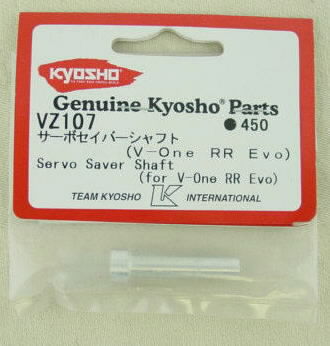 KYOSHO
Genuine Kyosho® Parts
VZ107 ●450
サーボセイバーシャフト
(V-One RR Evo)
Servo Saver Shaft
(for V-One RR Evo)
TEAM KYOSHO K INTERNATIONAL